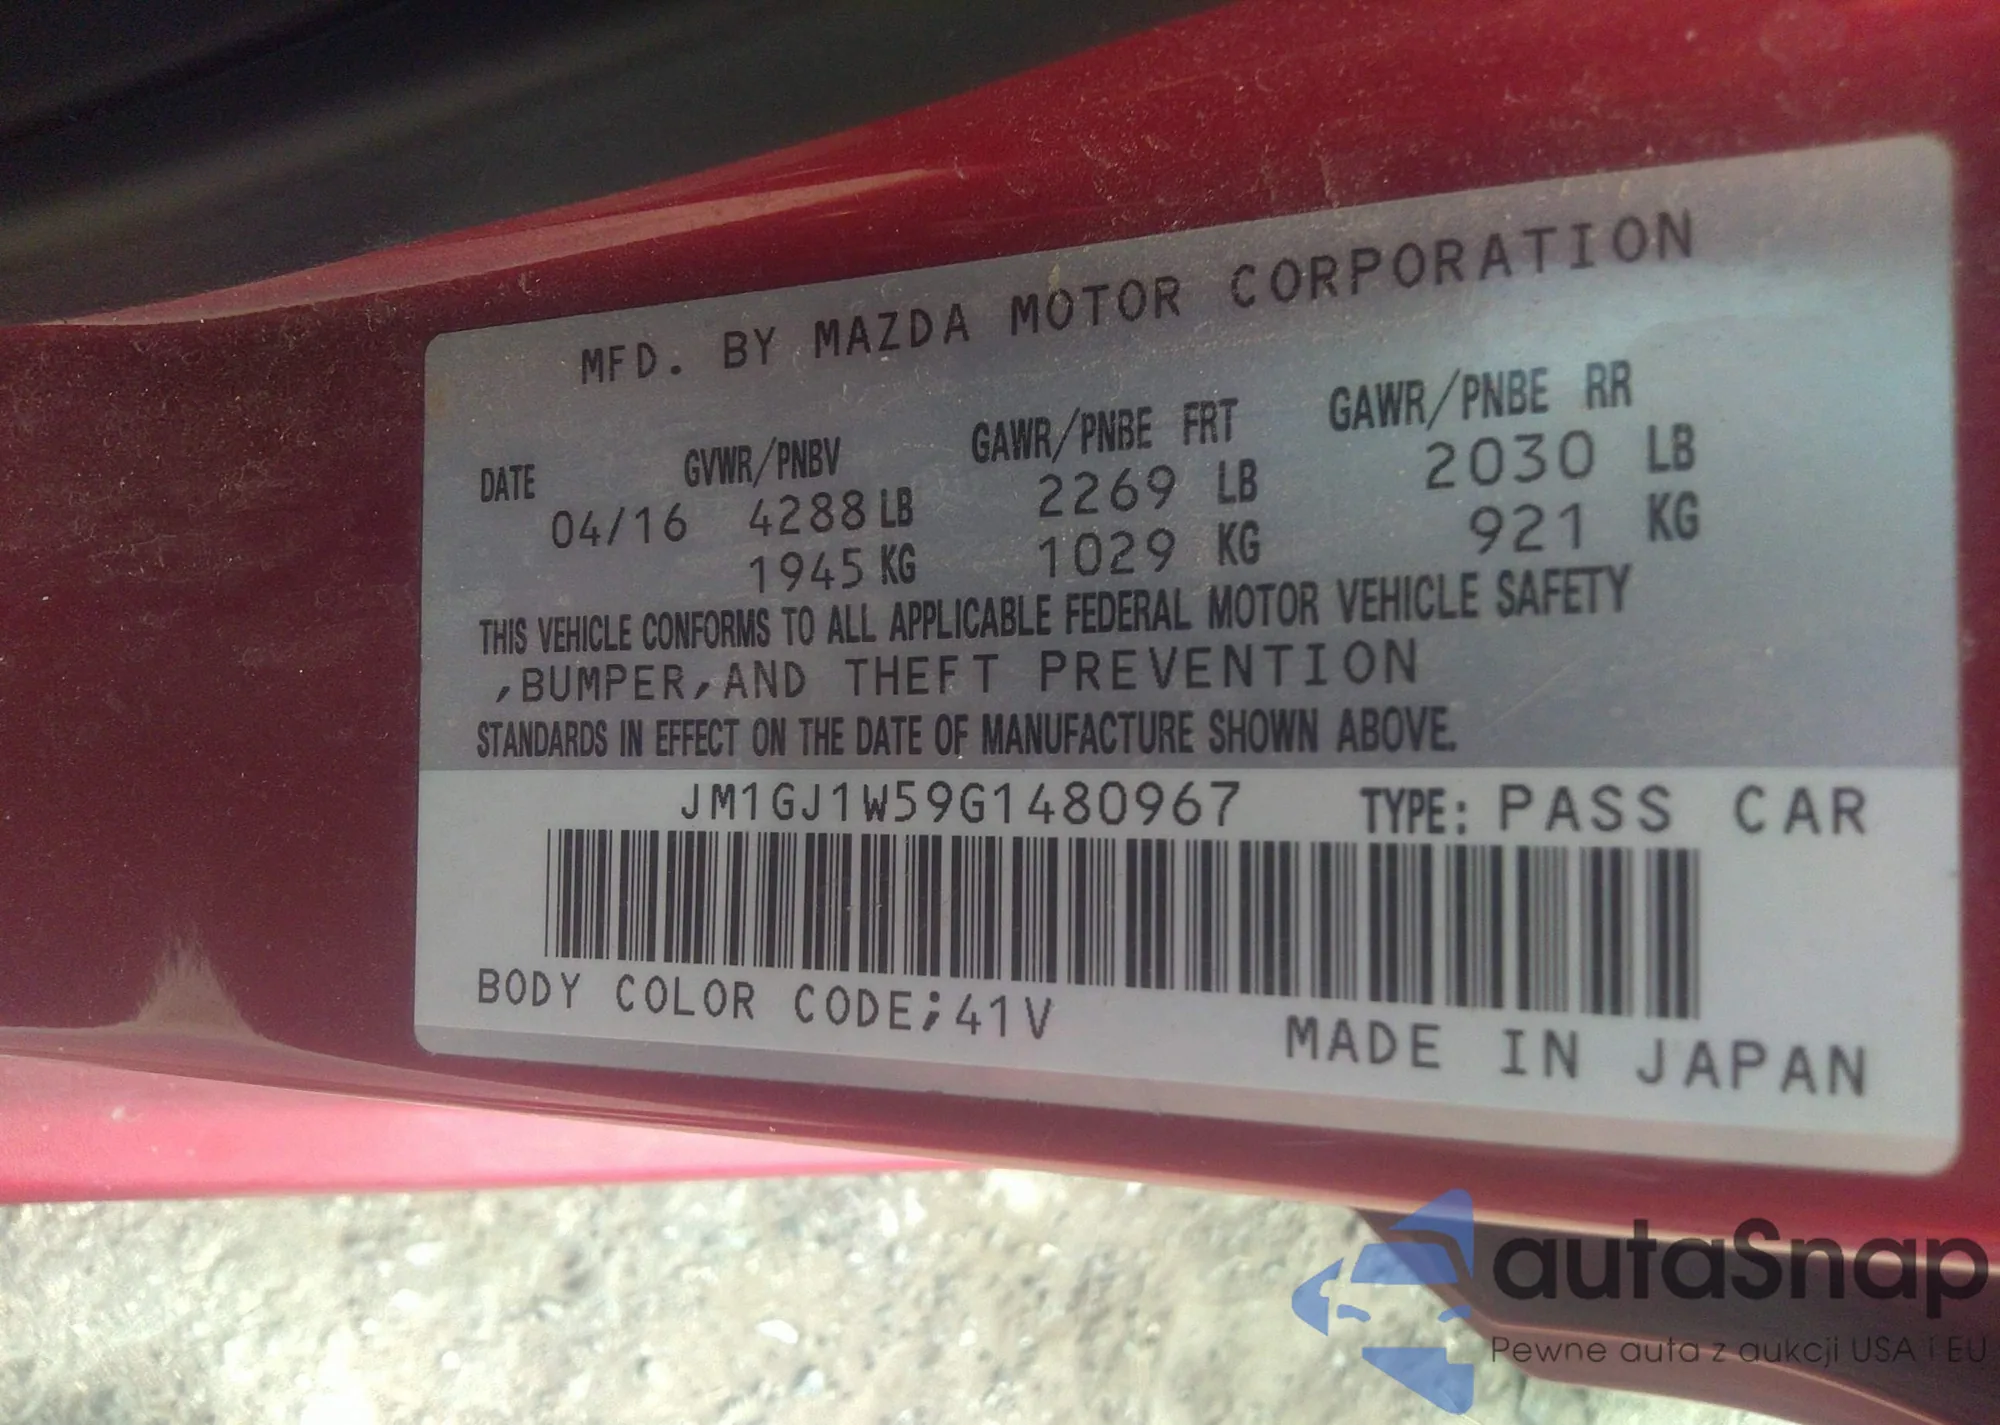 MFD. BY MAZDA MOTOR CORPORATION
DATE GVWR/PNBV GAWR/PNBE FRT GAWR/PNBE RR
04/16 4288 LB 2269 LB 2030 LB
1945 KG 1029 KG 921 KG
THIS VEHICLE CONFORMS TO ALL APPLICABLE FEDERAL MOTOR VEHICLE SAFETY
,BUMPER,AND THEFT PREVENTION
STANDARDS IN EFFECT ON THE DATE OF MANUFACTURE SHOWN ABOVE.
JM1GJ1W59G1480967 TYPE: PASS CAR
BODY COLOR CODE;41V
MADE IN JAPAN
autaSnap
Pewne auta z aukcji USA i EU